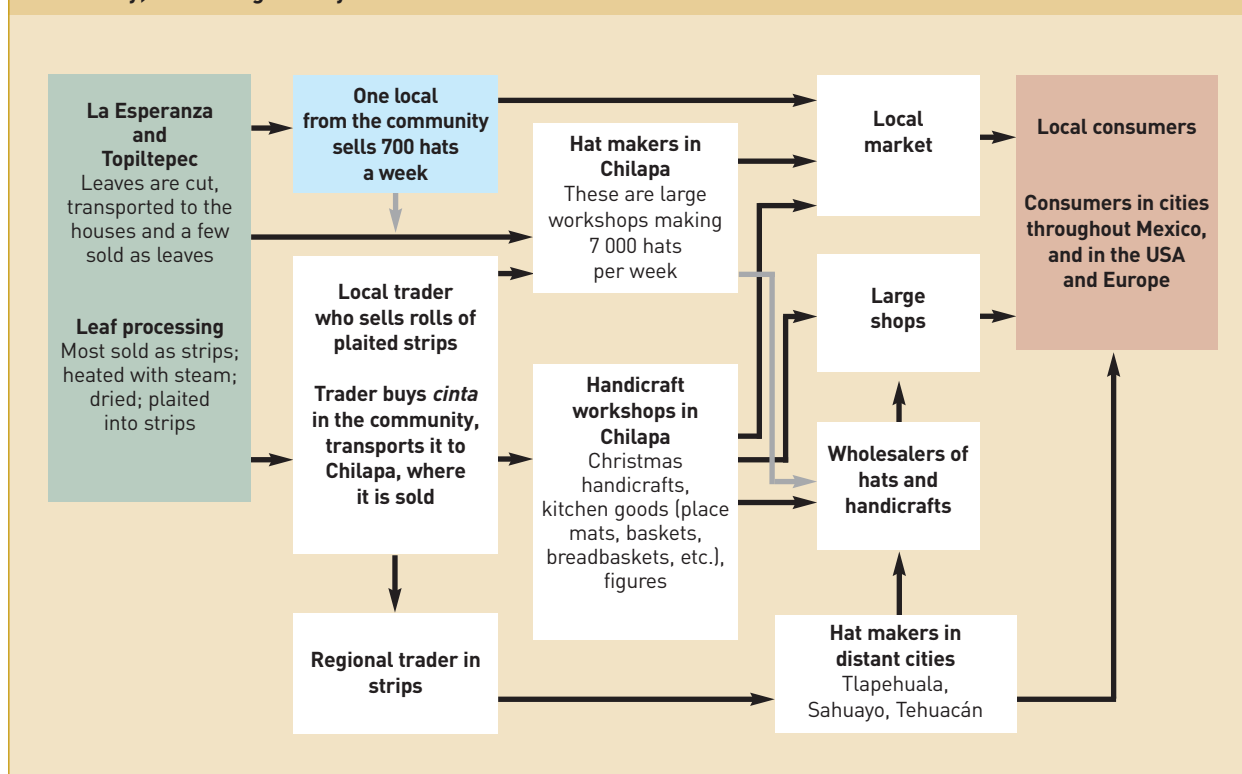 La Esperanza
and
Topiltepec
Leaves are cut,
transported to the
houses and a few
sold as leaves
Leaf processing
Most sold as strips;
heated with steam;
dried; plaited
into strips
One local
from the community
sells 700 hats
a week
Local trader
who sells rolls of
plaited strips
Trader buys cinta
in the community,
transports it to
Chilapa, where
it is sold
Regional trader in
strips
Hat makers in
Chilapa
These are large
workshops making
7 000 hats
per week
Handicraft
workshops in
Chilapa
Christmas
handicrafts,
kitchen goods (place
mats, baskets,
breadbaskets, etc.),
figures
Local
market
Large
shops
Wholesalers of
hats and
handicrafts
Hat makers in
distant cities
Tlapehuala,
Sahuayo, Tehuacán
Local consumers
Consumers in cities
throughout Mexico,
and in the USA
and Europe